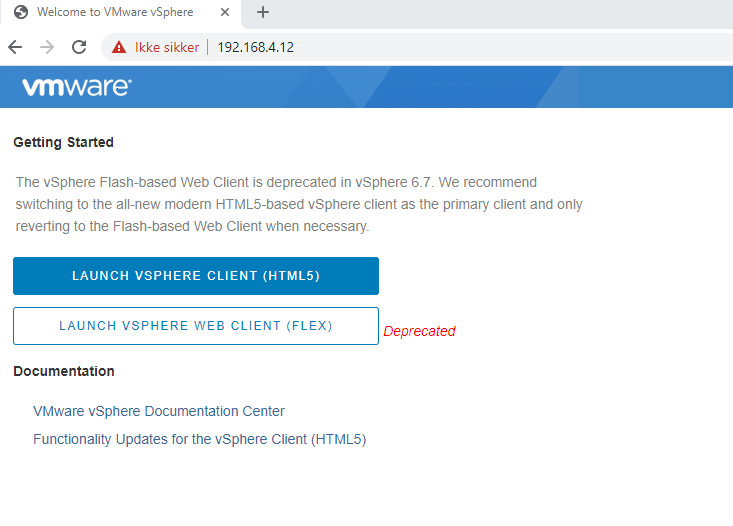 Welcome to VMware vSphere
Ikke sikker 192.168.4.12
vmware®
Getting Started
The vSphere Flash-based Web Client is deprecated in vSphere 6.7. We recommend
switching to the all-new modern HTML5-based vSphere client as the primary client and only
reverting to the Flash-based Web Client when necessary.
LAUNCH VSPHERE CLIENT (HTML5)
LAUNCH VSPHERE WEB CLIENT (FLEX) Deprecated
Documentation
VMware vSphere Documentation Center
Functionality Updates for the vSphere Client (HTML5)